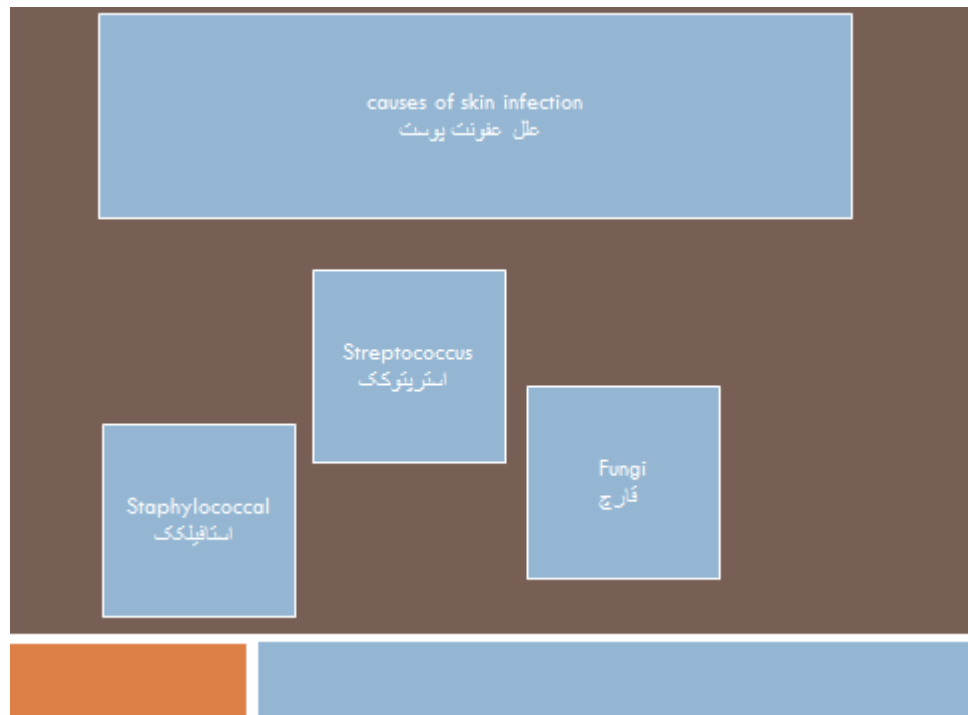 causes of skin infection
علل عفونت پوست
Streptococcus
استرپتوکک
Fungi
قارچ
Staphylococcal
استافیلکک